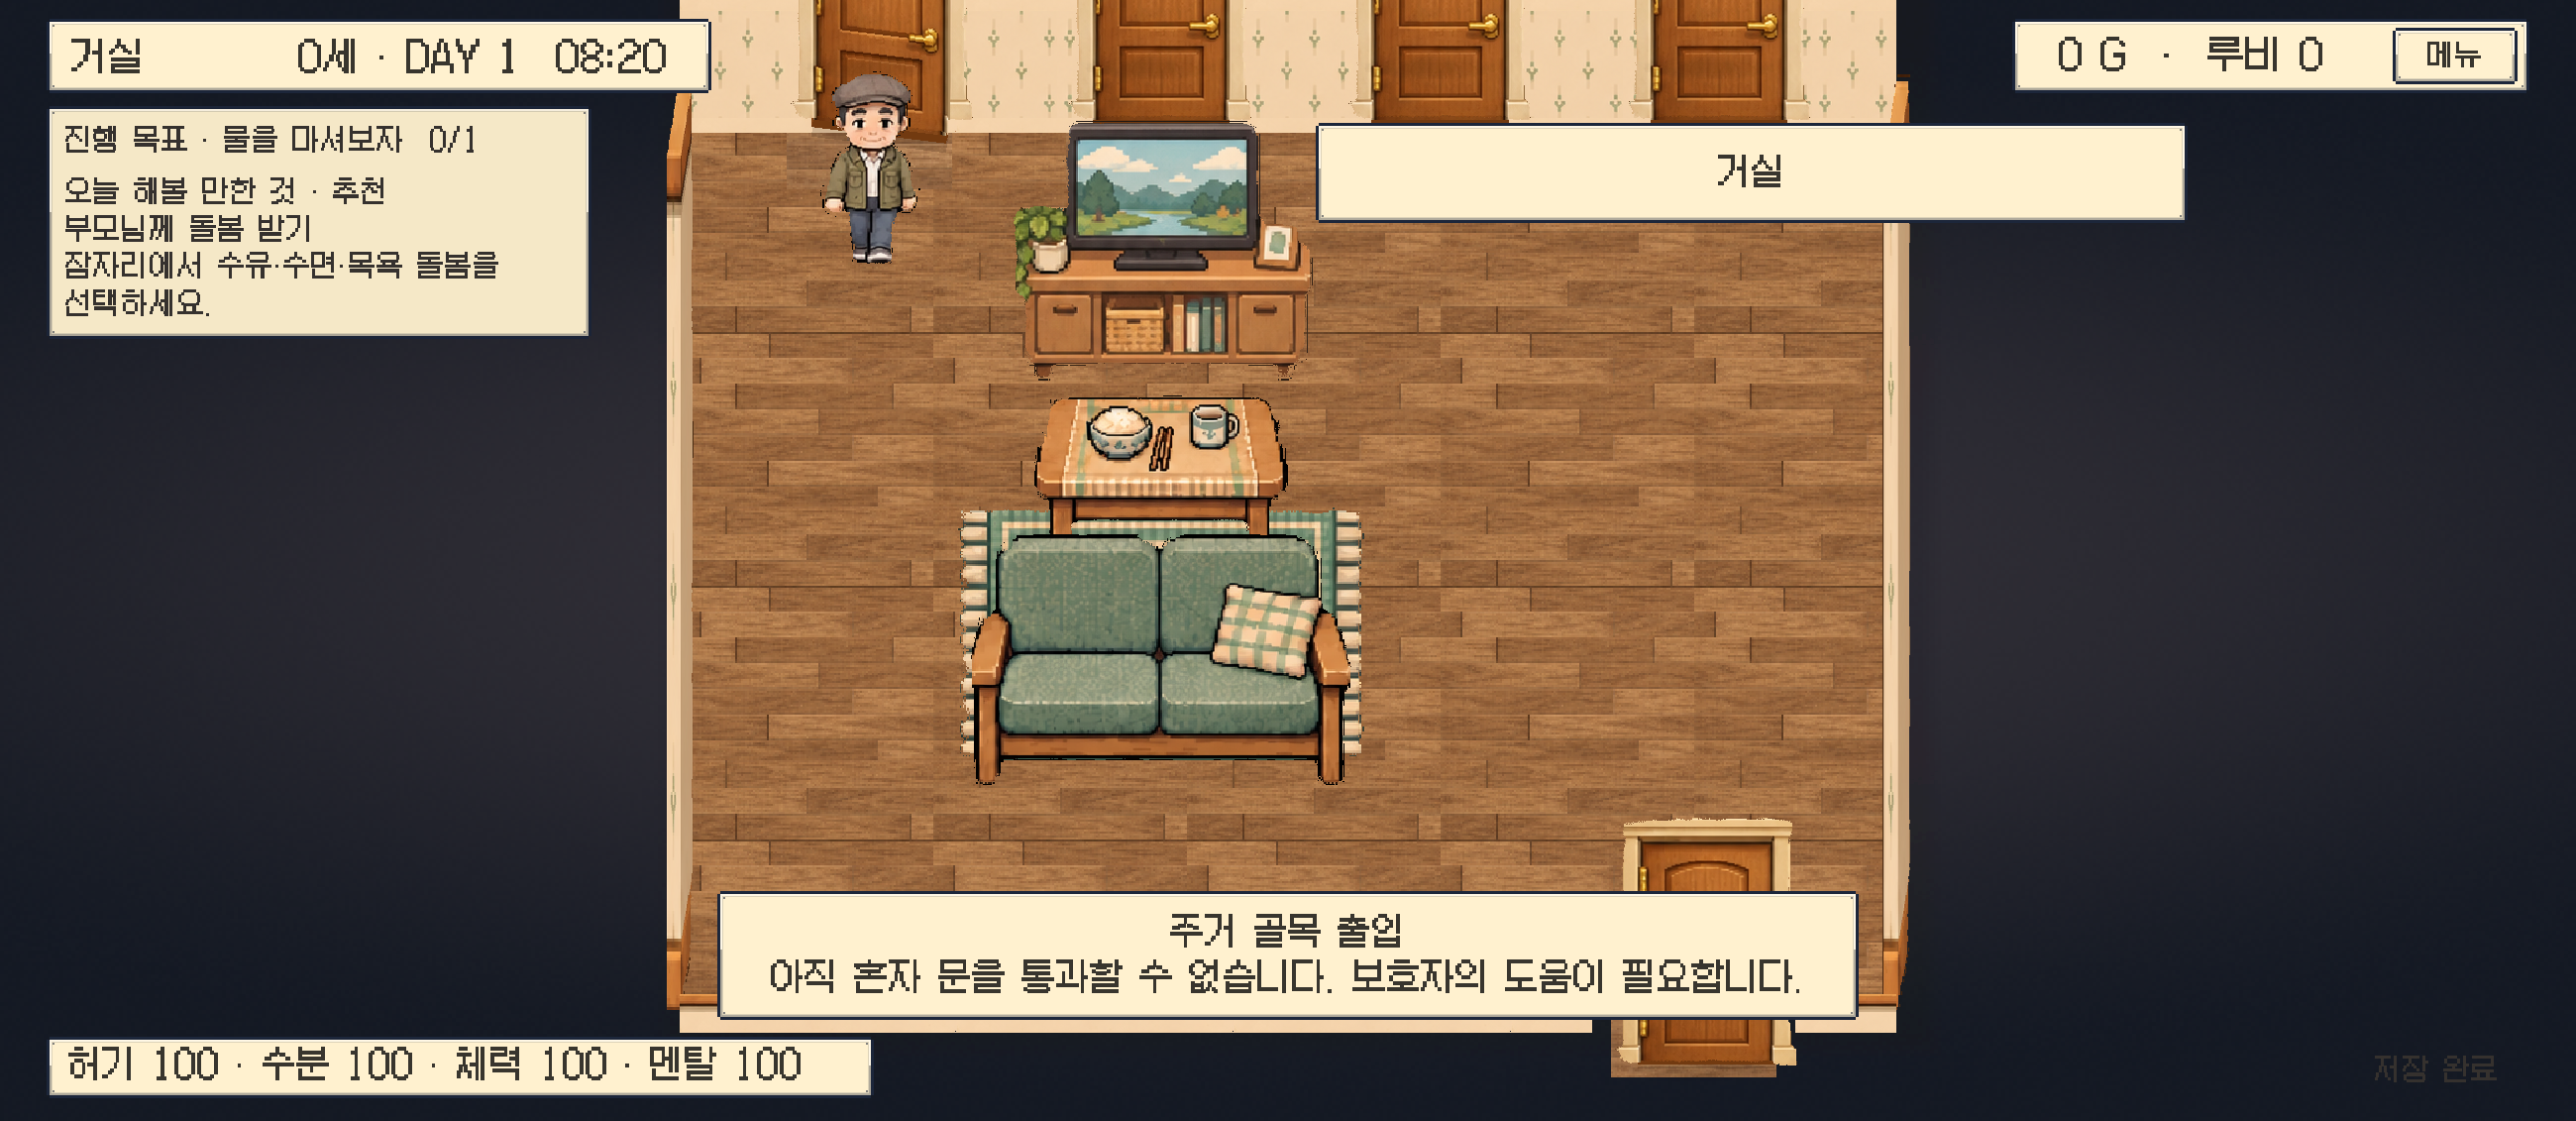 거실 0세 · DAY 1 08:20
0 G · 루비 0 메뉴
진행 목표 · 물을 마셔보자 0/1
오늘 해볼 만한 것 · 추천
부모님께 돌봄 받기
잠자리에서 수유·수면·목욕 돌봄을
선택하세요.
거실
주거 골목 출입
아직 혼자 문을 통과할 수 없습니다. 보호자의 도움이 필요합니다.
허기 100 · 수분 100 · 체력 100 · 멘탈 100
저장 완료